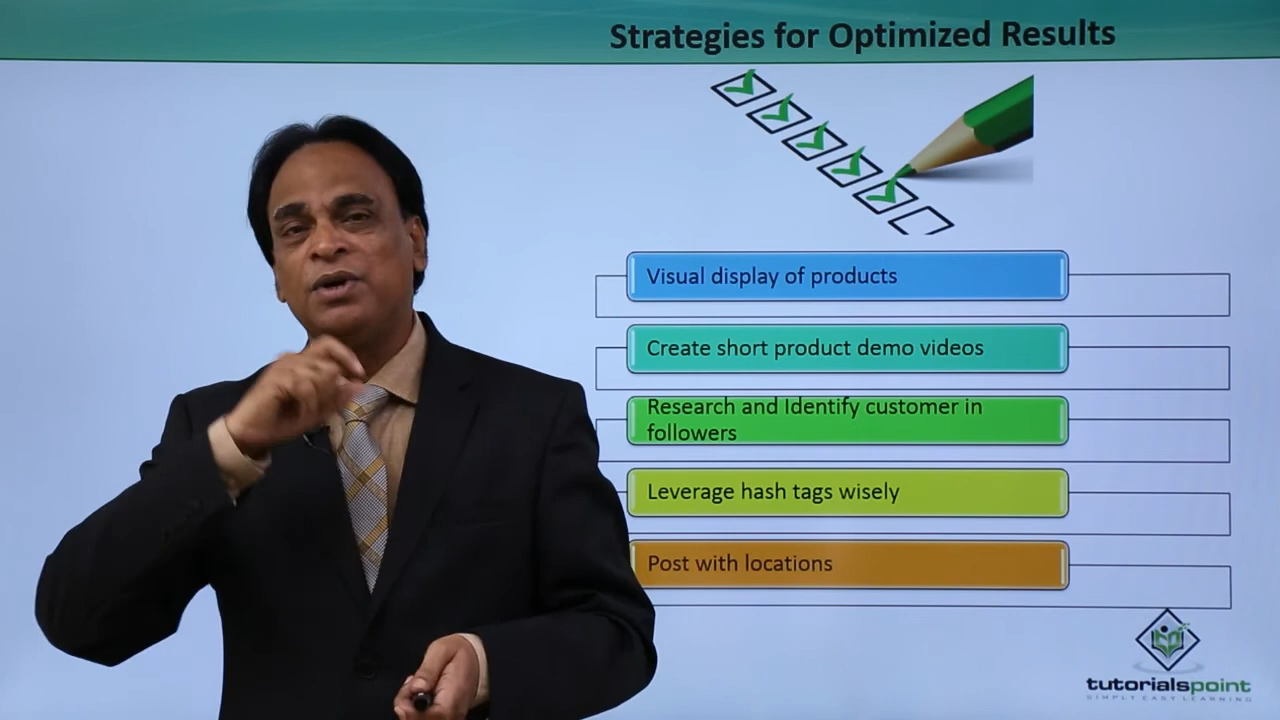 Strategies for Optimized Results
Visual display of products
Create short product demo videos
Research and Identify customer in
followers
Leverage hash tags wisely
Post with locations
tutorialspoint
SIMPLY EASY LEARNING